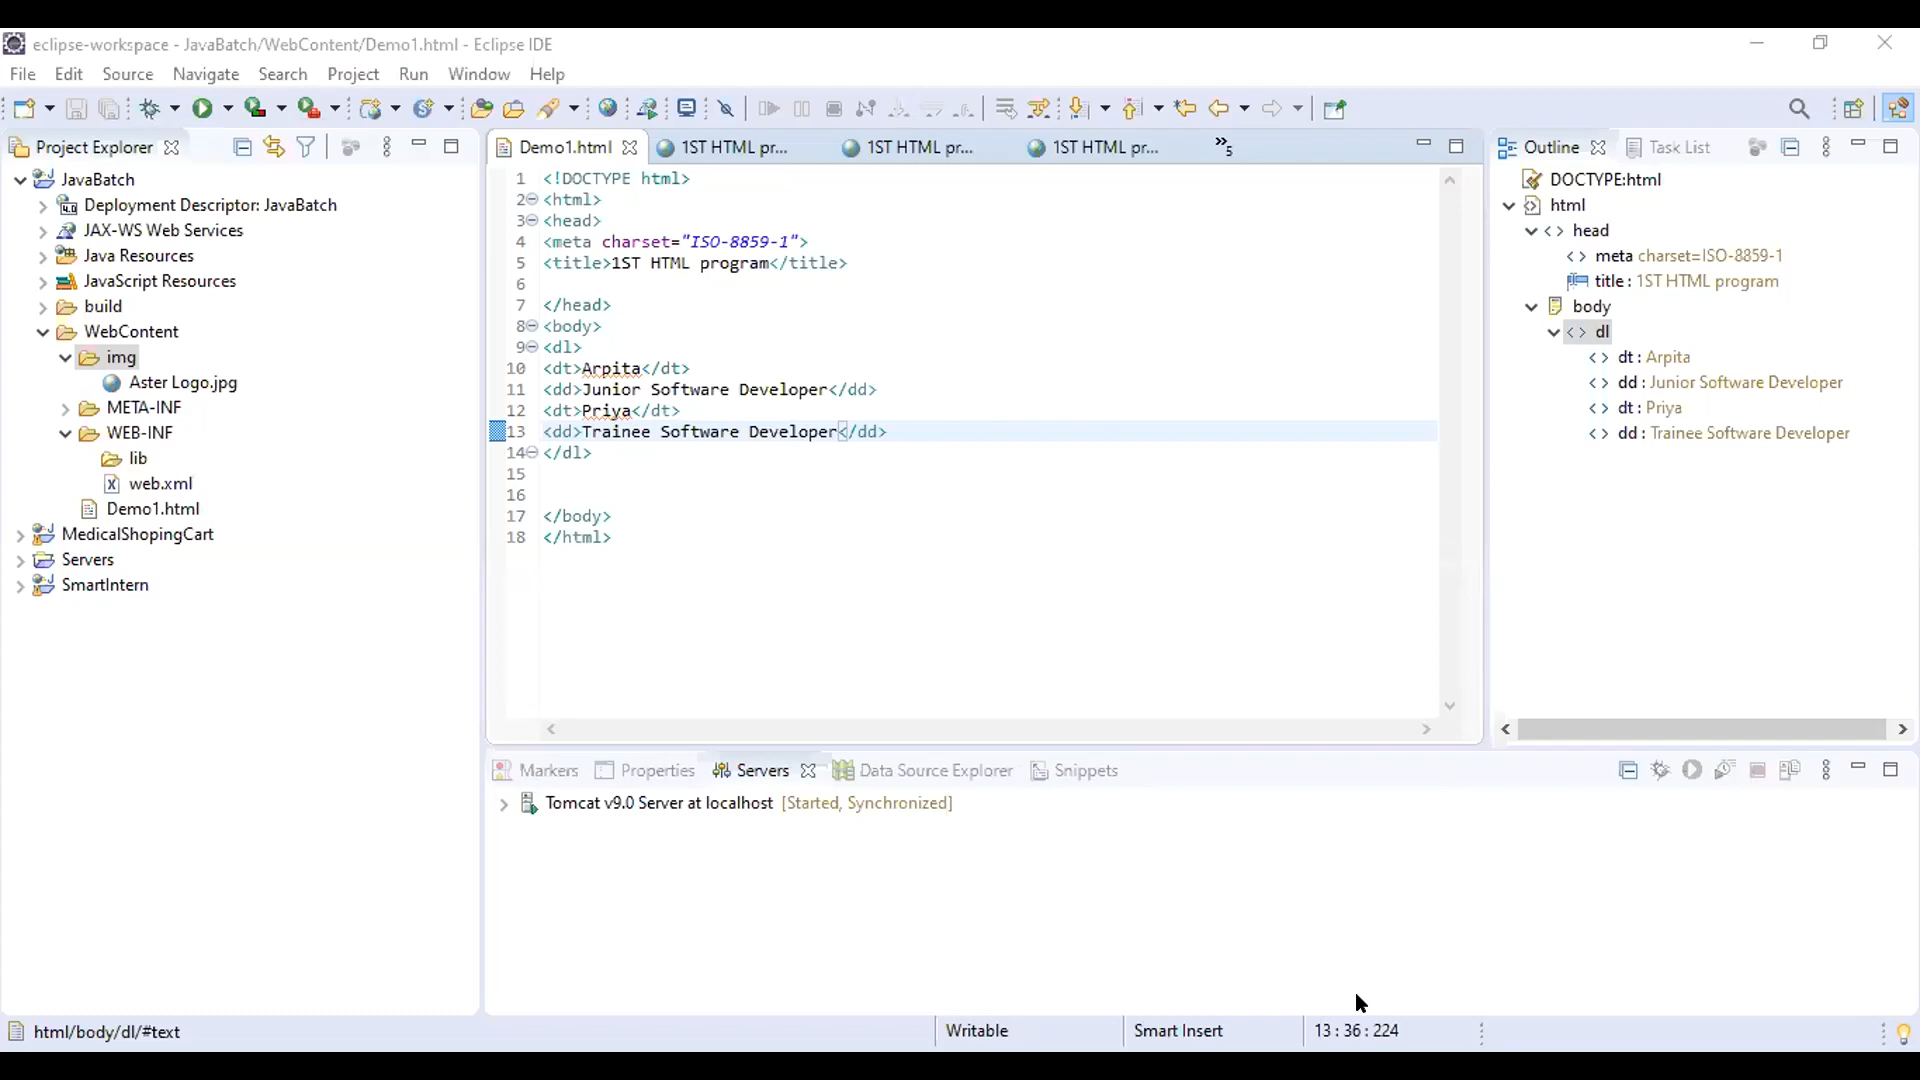 eclipse-workspace - JavaBatch/WebContent/Demo1.html - Eclipse IDE
File Edit Source Navigate Search Project Run Window Help
Project Explorer
JavaBatch
Deployment Descriptor: JavaBatch
JAX-WS Web Services
Java Resources
JavaScript Resources
build
WebContent
img
Aster Logo.jpg
META-INF
WEB-INF
lib
web.xml
Demo1.html
MedicalShopingCart
Servers
SmartIntern
Demo1.html 1ST HTML pr... 1ST HTML pr... 1ST HTML pr... »5
1 <!DOCTYPE html>
2 <html>
3 <head>
4 <meta charset="ISO-8859-1">
5 <title>1ST HTML program</title>
6
7 </head>
8 <body>
9 <dl>
10 <dt>Arpita</dt>
11 <dd>Junior Software Developer</dd>
12 <dt>Priya</dt>
13 <dd>Trainee Software Developer</dd>
14 </dl>
15
16
17 </body>
18 </html>
Outline Task List
DOCTYPE:html
html
head
meta charset=ISO-8859-1
title : 1ST HTML program
body
dl
dt : Arpita
dd : Junior Software Developer
dt : Priya
dd : Trainee Software Developer
Markers Properties Servers Data Source Explorer Snippets
Tomcat v9.0 Server at localhost [Started, Synchronized]
html/body/dl/#text Writable Smart Insert 13 : 36 : 224